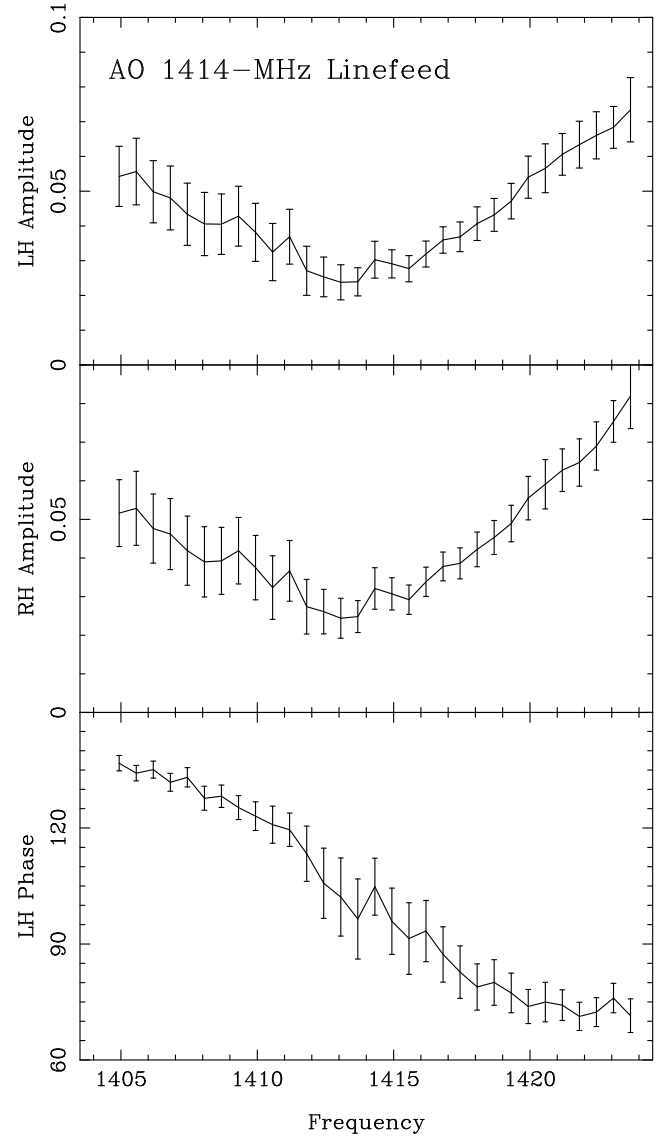 0.1
AO 1414-MHz Linefeed
LH Amplitude
0.05
0
RH Amplitude
0.05
0
LH Phase
120
90
60
1405 1410 1415 1420
Frequency